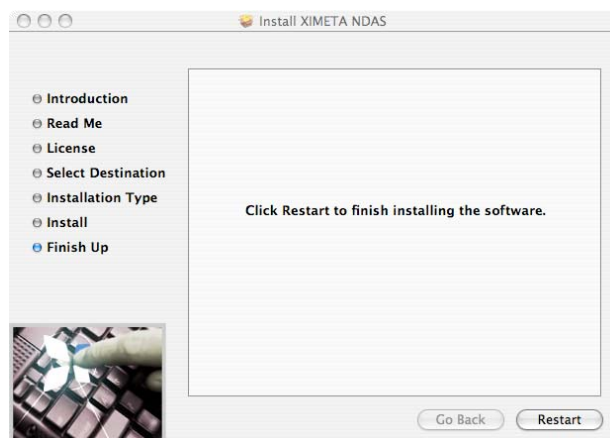 Install XIMETA NDAS
Introduction
Read Me
License
Select Destination
Installation Type
Install
Finish Up
Click Restart to finish installing the software.
Go Back
Restart